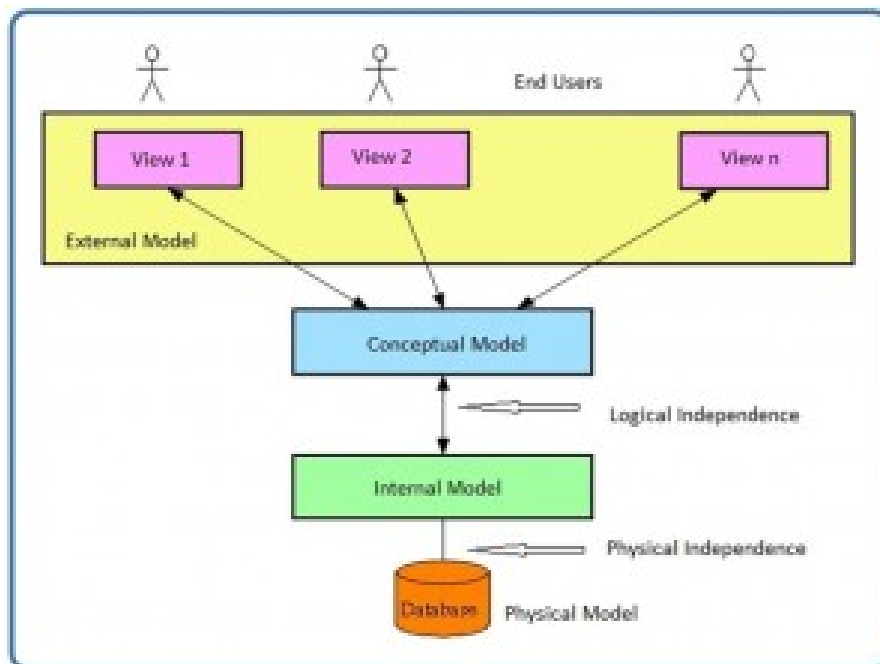 End Users
View 1
View 2
View n
External Model
Conceptual Model
Logical Independence
Internal Model
Physical Independence
Database
Physical Model